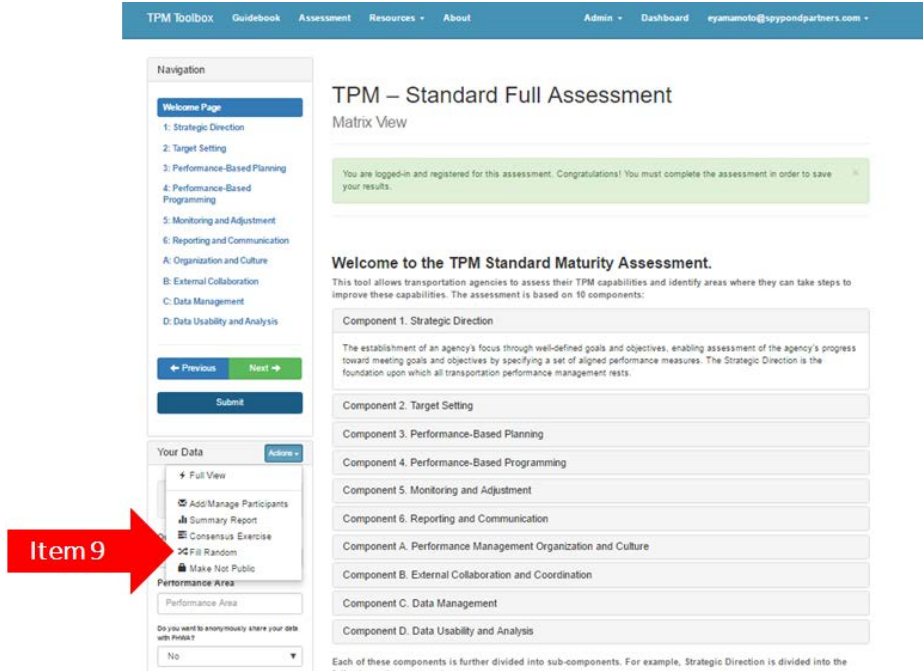 TPM Toolbox Guidebook Assessment Resources About Admin Dashboard eyamamoto@spypondpartners.com
Navigation
Welcome Page
1: Strategic Direction
2: Target Setting
3: Performance-Based Planning
4: Performance-Based
Programming
5: Monitoring and Adjustment
6: Reporting and Communication
A: Organization and Culture
B: External Collaboration
C: Data Management
D: Data Usability and Analysis
← Previous Next →
Submit
Your Data Actions
Full View
Add/Manage Participants
Summary Report
Consensus Exercise
Fill Random
Make Not Public
Performance Area
Performance Area
Do you want to anonymously share your data
with FHWA?
No
Item 9
TPM – Standard Full Assessment
Matrix View
You are logged-in and registered for this assessment. Congratulations! You must complete the assessment in order to save
your results.
×
Welcome to the TPM Standard Maturity Assessment.
This tool allows transportation agencies to assess their TPM capabilities and identify areas where they can take steps to
improve these capabilities. The assessment is based on 10 components:
Component 1. Strategic Direction
The establishment of an agency's focus through well-defined goals and objectives, enabling assessment of the agency's progress
toward meeting goals and objectives by specifying a set of aligned performance measures. The Strategic Direction is the
foundation upon which all transportation performance management rests.
Component 2. Target Setting
Component 3. Performance-Based Planning
Component 4. Performance-Based Programming
Component 5. Monitoring and Adjustment
Component 6. Reporting and Communication
Component A. Performance Management Organization and Culture
Component B. External Collaboration and Coordination
Component C. Data Management
Component D. Data Usability and Analysis
Each of these components is further divided into sub-components. For example, Strategic Direction is divided into the